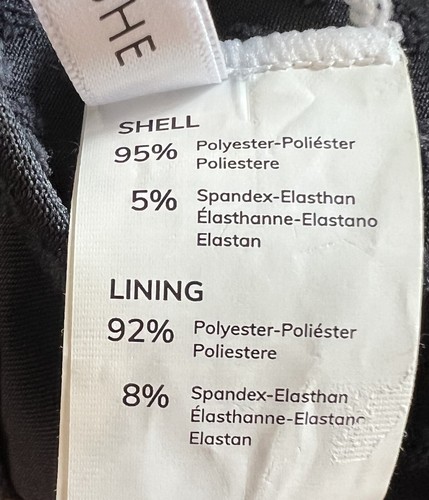 HE
SHELL
95% Polyester-Poliéster
Poliestere
5% Spandex-Elasthan
Élasthanne-Elastano
Elastan
LINING
92% Polyester-Poliéster
Poliestere
8% Spandex-Elasthan
Élasthanne-Elastano
Elastan